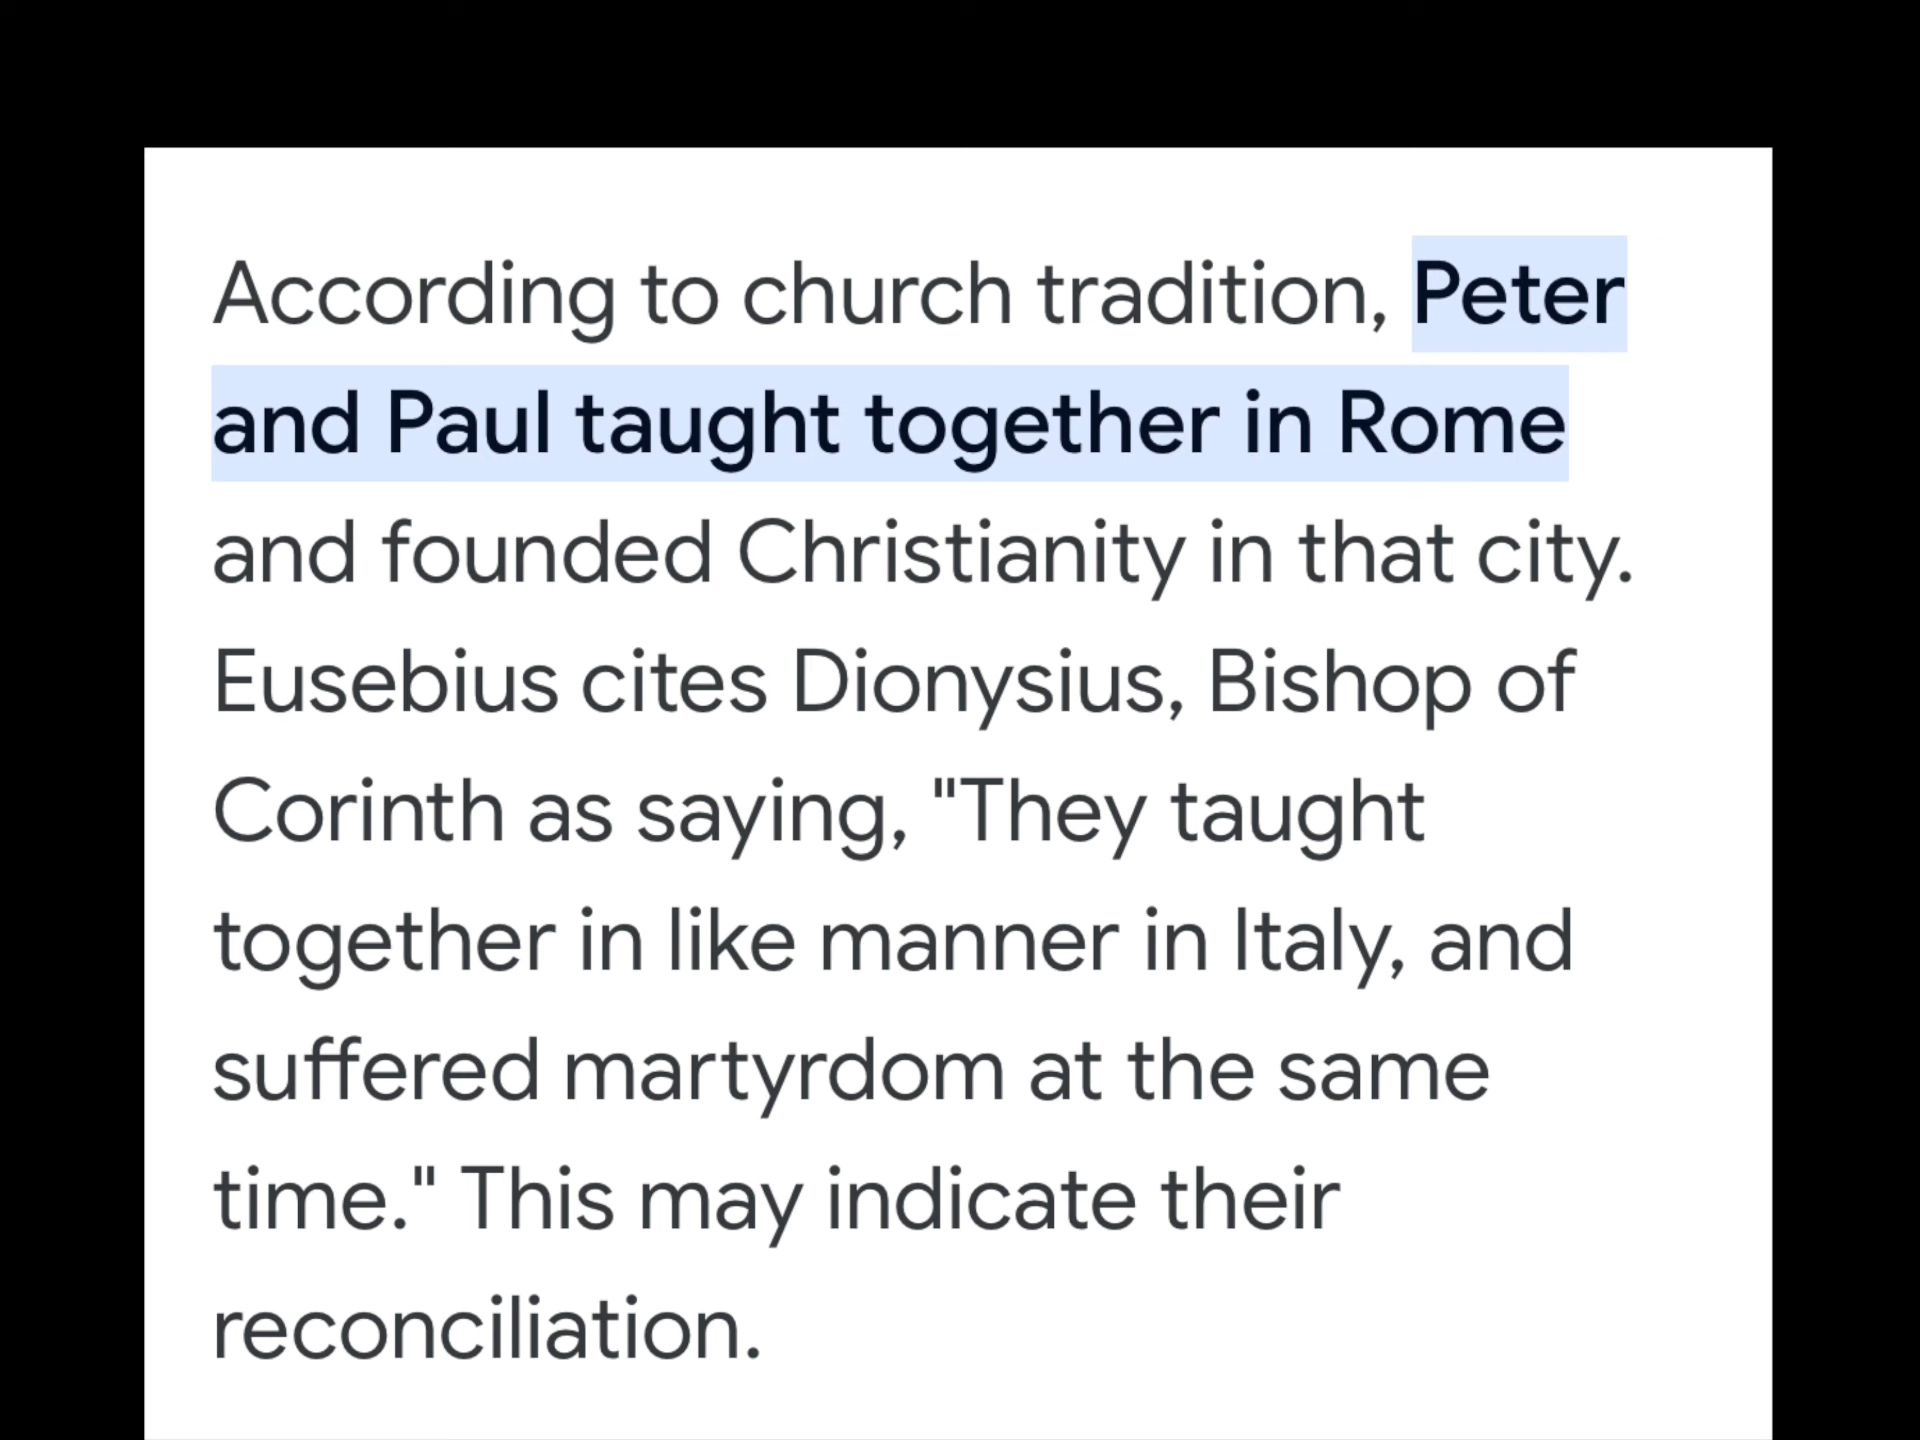 According to church tradition, Peter
and Paul taught together in Rome
and founded Christianity in that city.
Eusebius cites Dionysius, Bishop of
Corinth as saying, "They taught
together in like manner in Italy, and
suffered martyrdom at the same
time." This may indicate their
reconciliation.